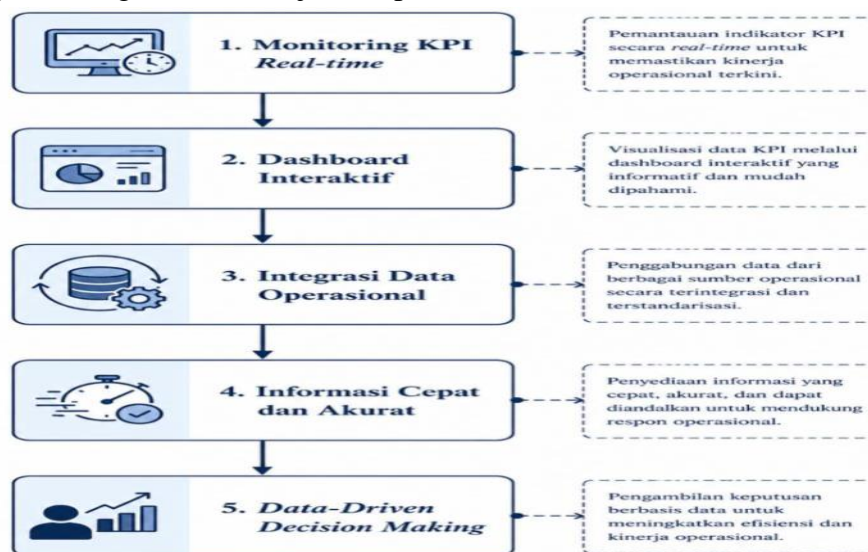 1. Monitoring KPI
Real-time
Pemantauan indikator KPI
secara real-time untuk
memastikan kinerja
operasional terkini.
2. Dashboard
Interaktif
Visualisasi data KPI melalui
dashboard interaktif yang
informatif dan mudah
dipahami.
3. Integrasi Data
Operasional
Penggabungan data dari
berbagai sumber operasional
secara terintegrasi dan
terstandarisasi.
4. Informasi Cepat
dan Akurat
Penyediaan informasi yang
cepat, akurat, dan dapat
diandalkan untuk mendukung
respon operasional.
5. Data-Driven
Decision Making
Pengambilan keputusan
berbasis data untuk
meningkatkan efisiensi dan
kinerja operasional.